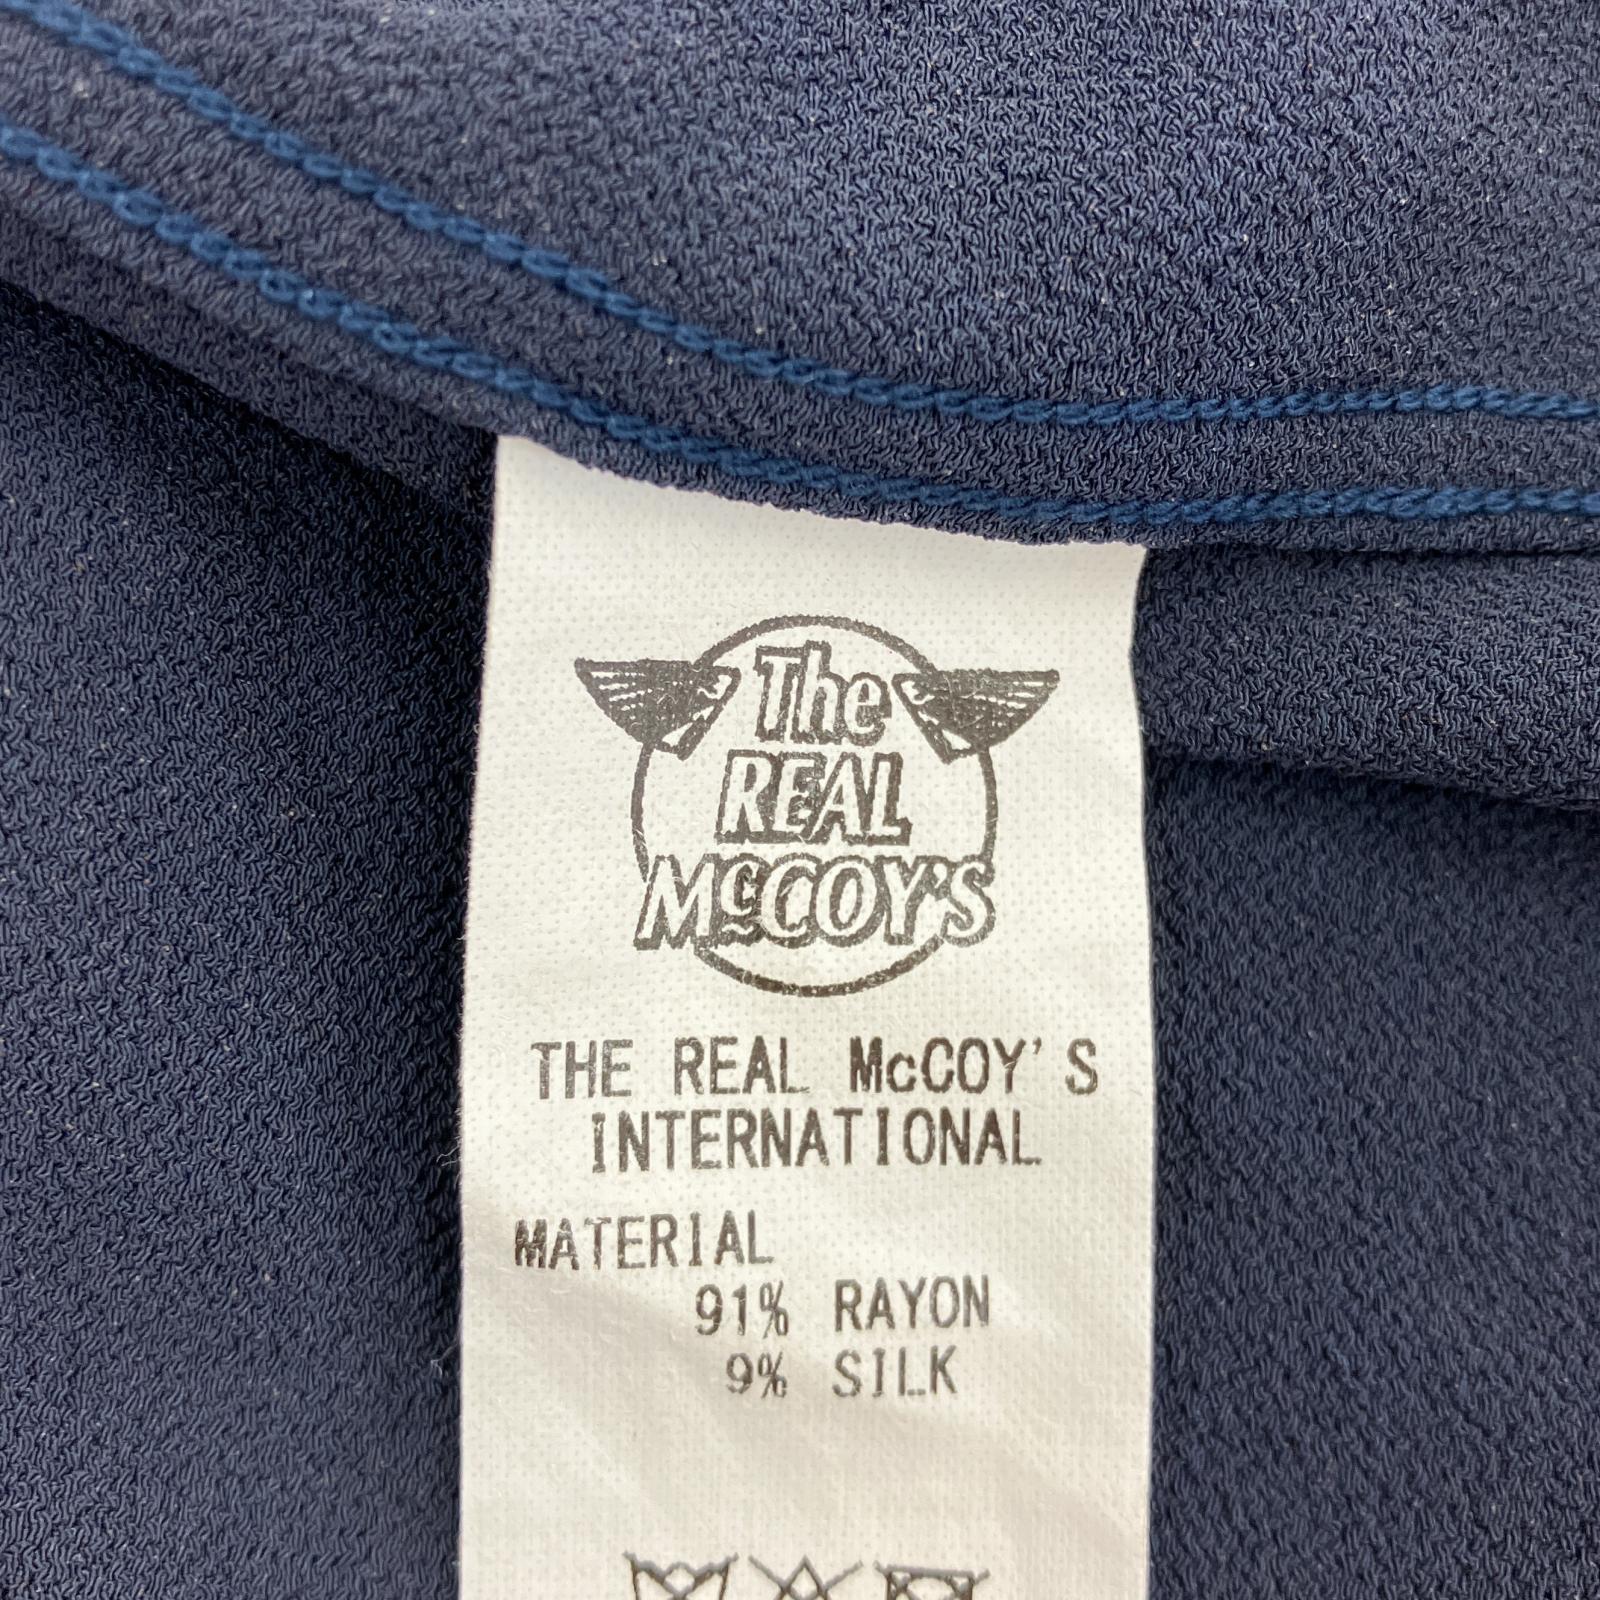 The
REAL
McCOY'S
THE REAL McCOY'S
INTERNATIONAL
MATERIAL
91% RAYON
9% SILK